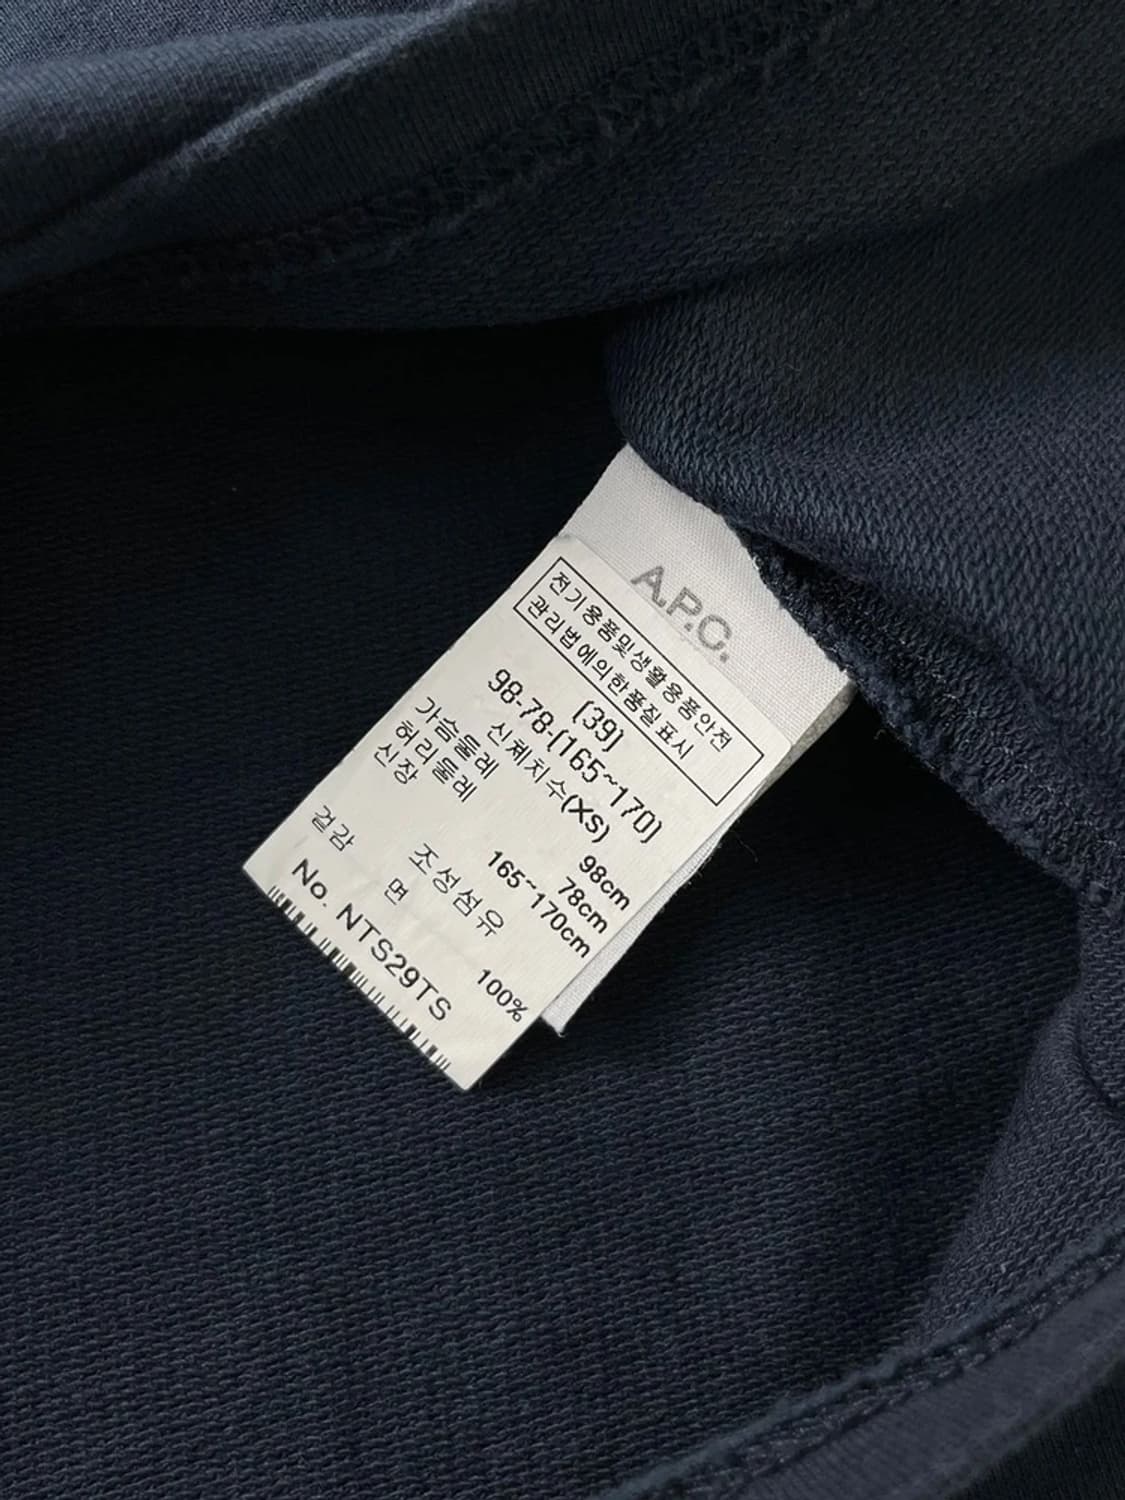 A.P.C.
전기용품및생활용품안전
관리법에의한품질표시
(39)
98-78-(165~170)
신체치수(XS)
가슴둘레 98cm
허리둘레 78cm
신장 165~170cm
조성섬유
겉감 면 100%
No. NTS29TS